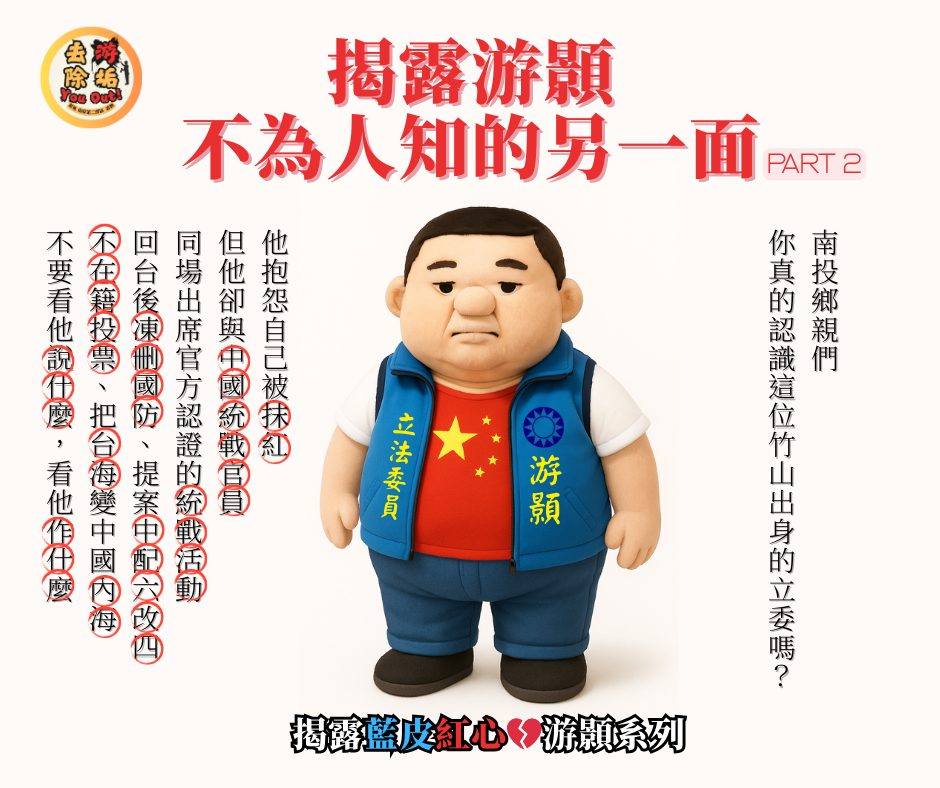 去除
游垢
You Out!
揭露游顥
不為人知的另一面
PART 2
南投鄉親們
你真的認識這位竹山出身的立委嗎？
他抱怨自己被抹紅
但他卻與中國統戰官員
同場出席官方認證的統戰活動
回台後凍刪國防、提案中配六改四
不在籍投票、把台海變中國內海
不要看他說什麼，看他作什麼
立法委員
游顥
揭露藍皮紅心💔游顥系列